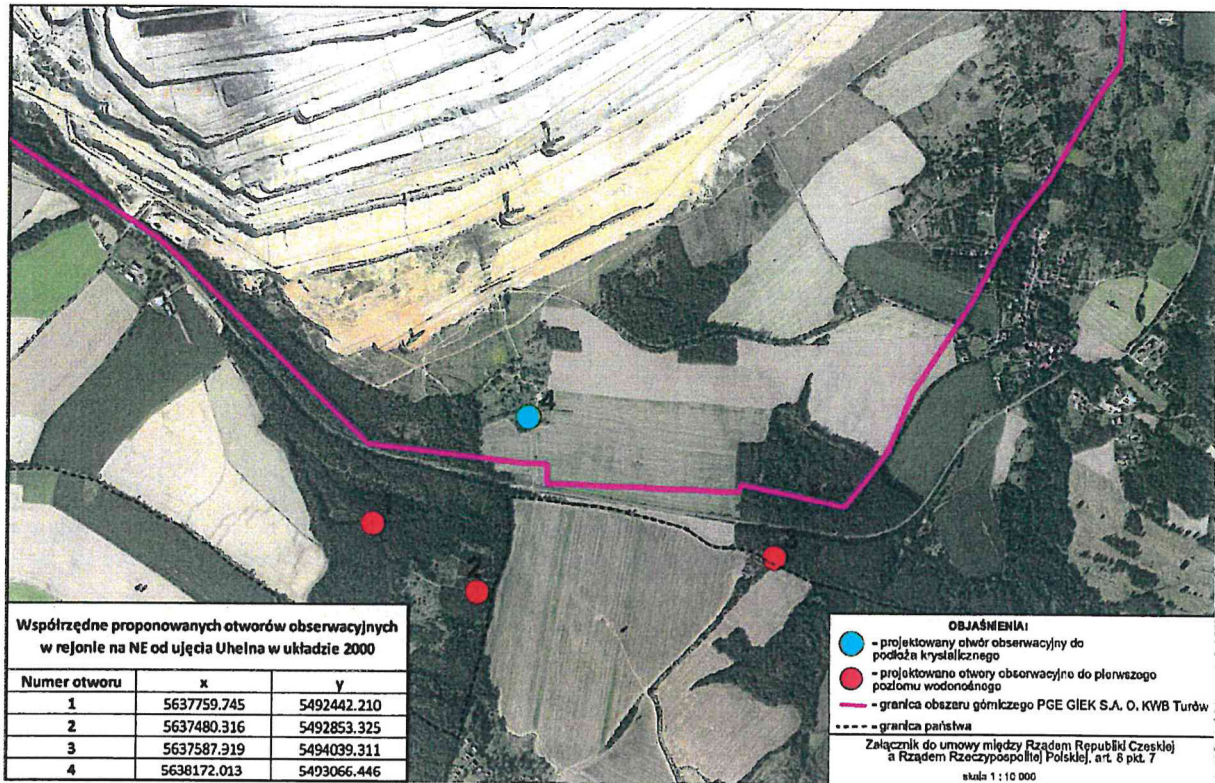 4
2
3
Współrzędne proponowanych otworów obserwacyjnych
w rejonie na NE od ujęcia Uhelna w układzie 2000
Numer otworu x y
1 5637759.745 5492442.210
2 5637480.316 5492853.325
3 5637587.919 5494039.311
4 5638172.013 5493066.446
OBJAŚNIENIA:
- projektowany otwór obserwacyjny do
podłoża krystalicznego
- projektowano otwory obserwacyjno do pierwszego
poziomu wodonośnego
- granica obszaru górniczego PGE GIEK S.A. O. KWB Turów
- granica państwa
Załącznik do umowy między Rządem Republiki Czeskiej
a Rządem Rzeczypospolitej Polskiej, art. 8 pkt. 7
skala 1 : 10 000